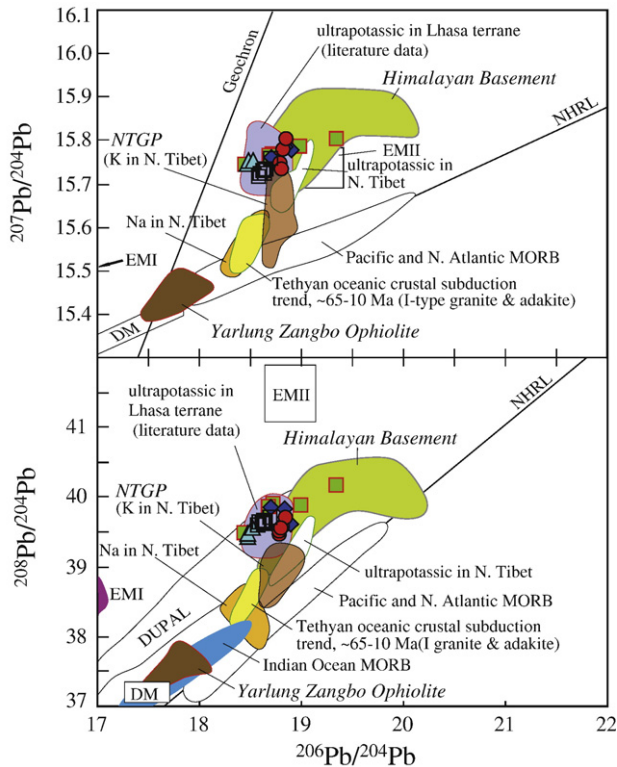 16.1
16.0
15.9
15.8
15.7
15.6
15.5
15.4
207Pb/204Pb
Geochron
ultrapotassic in Lhasa terrane
(literature data)
Himalayan Basement
NHRL
NTGP
(K in N. Tibet)
EMII
ultrapotassic in
N. Tibet
Na in N. Tibet
EMI
Pacific and N. Atlantic MORB
Tethyan oceanic crustal subduction
trend, ~65-10 Ma (I-type granite & adakite)
DM
Yarlung Zangbo Ophiolite
41
40
39
38
37
208Pb/204Pb
ultrapotassic in
Lhasa terrane
(literature data)
EMII
NHRL
Himalayan Basement
NTGP
(K in N. Tibet)
Na in N. Tibet
ultrapotassic in N. Tibet
EMI
Pacific and N. Atlantic MORB
DUPAL
Tethyan oceanic crustal subduction
trend, ~65-10 Ma(I granite & adakite)
Indian Ocean MORB
DM
Yarlung Zangbo Ophiolite
17 18 19 20 21 22
206Pb/204Pb